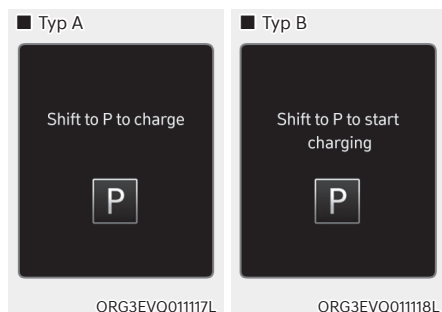 ■ Typ A
Shift to P to charge
P
ORG3EVQ011117L
■ Typ B
Shift to P to start
charging
P
ORG3EVQ011118L